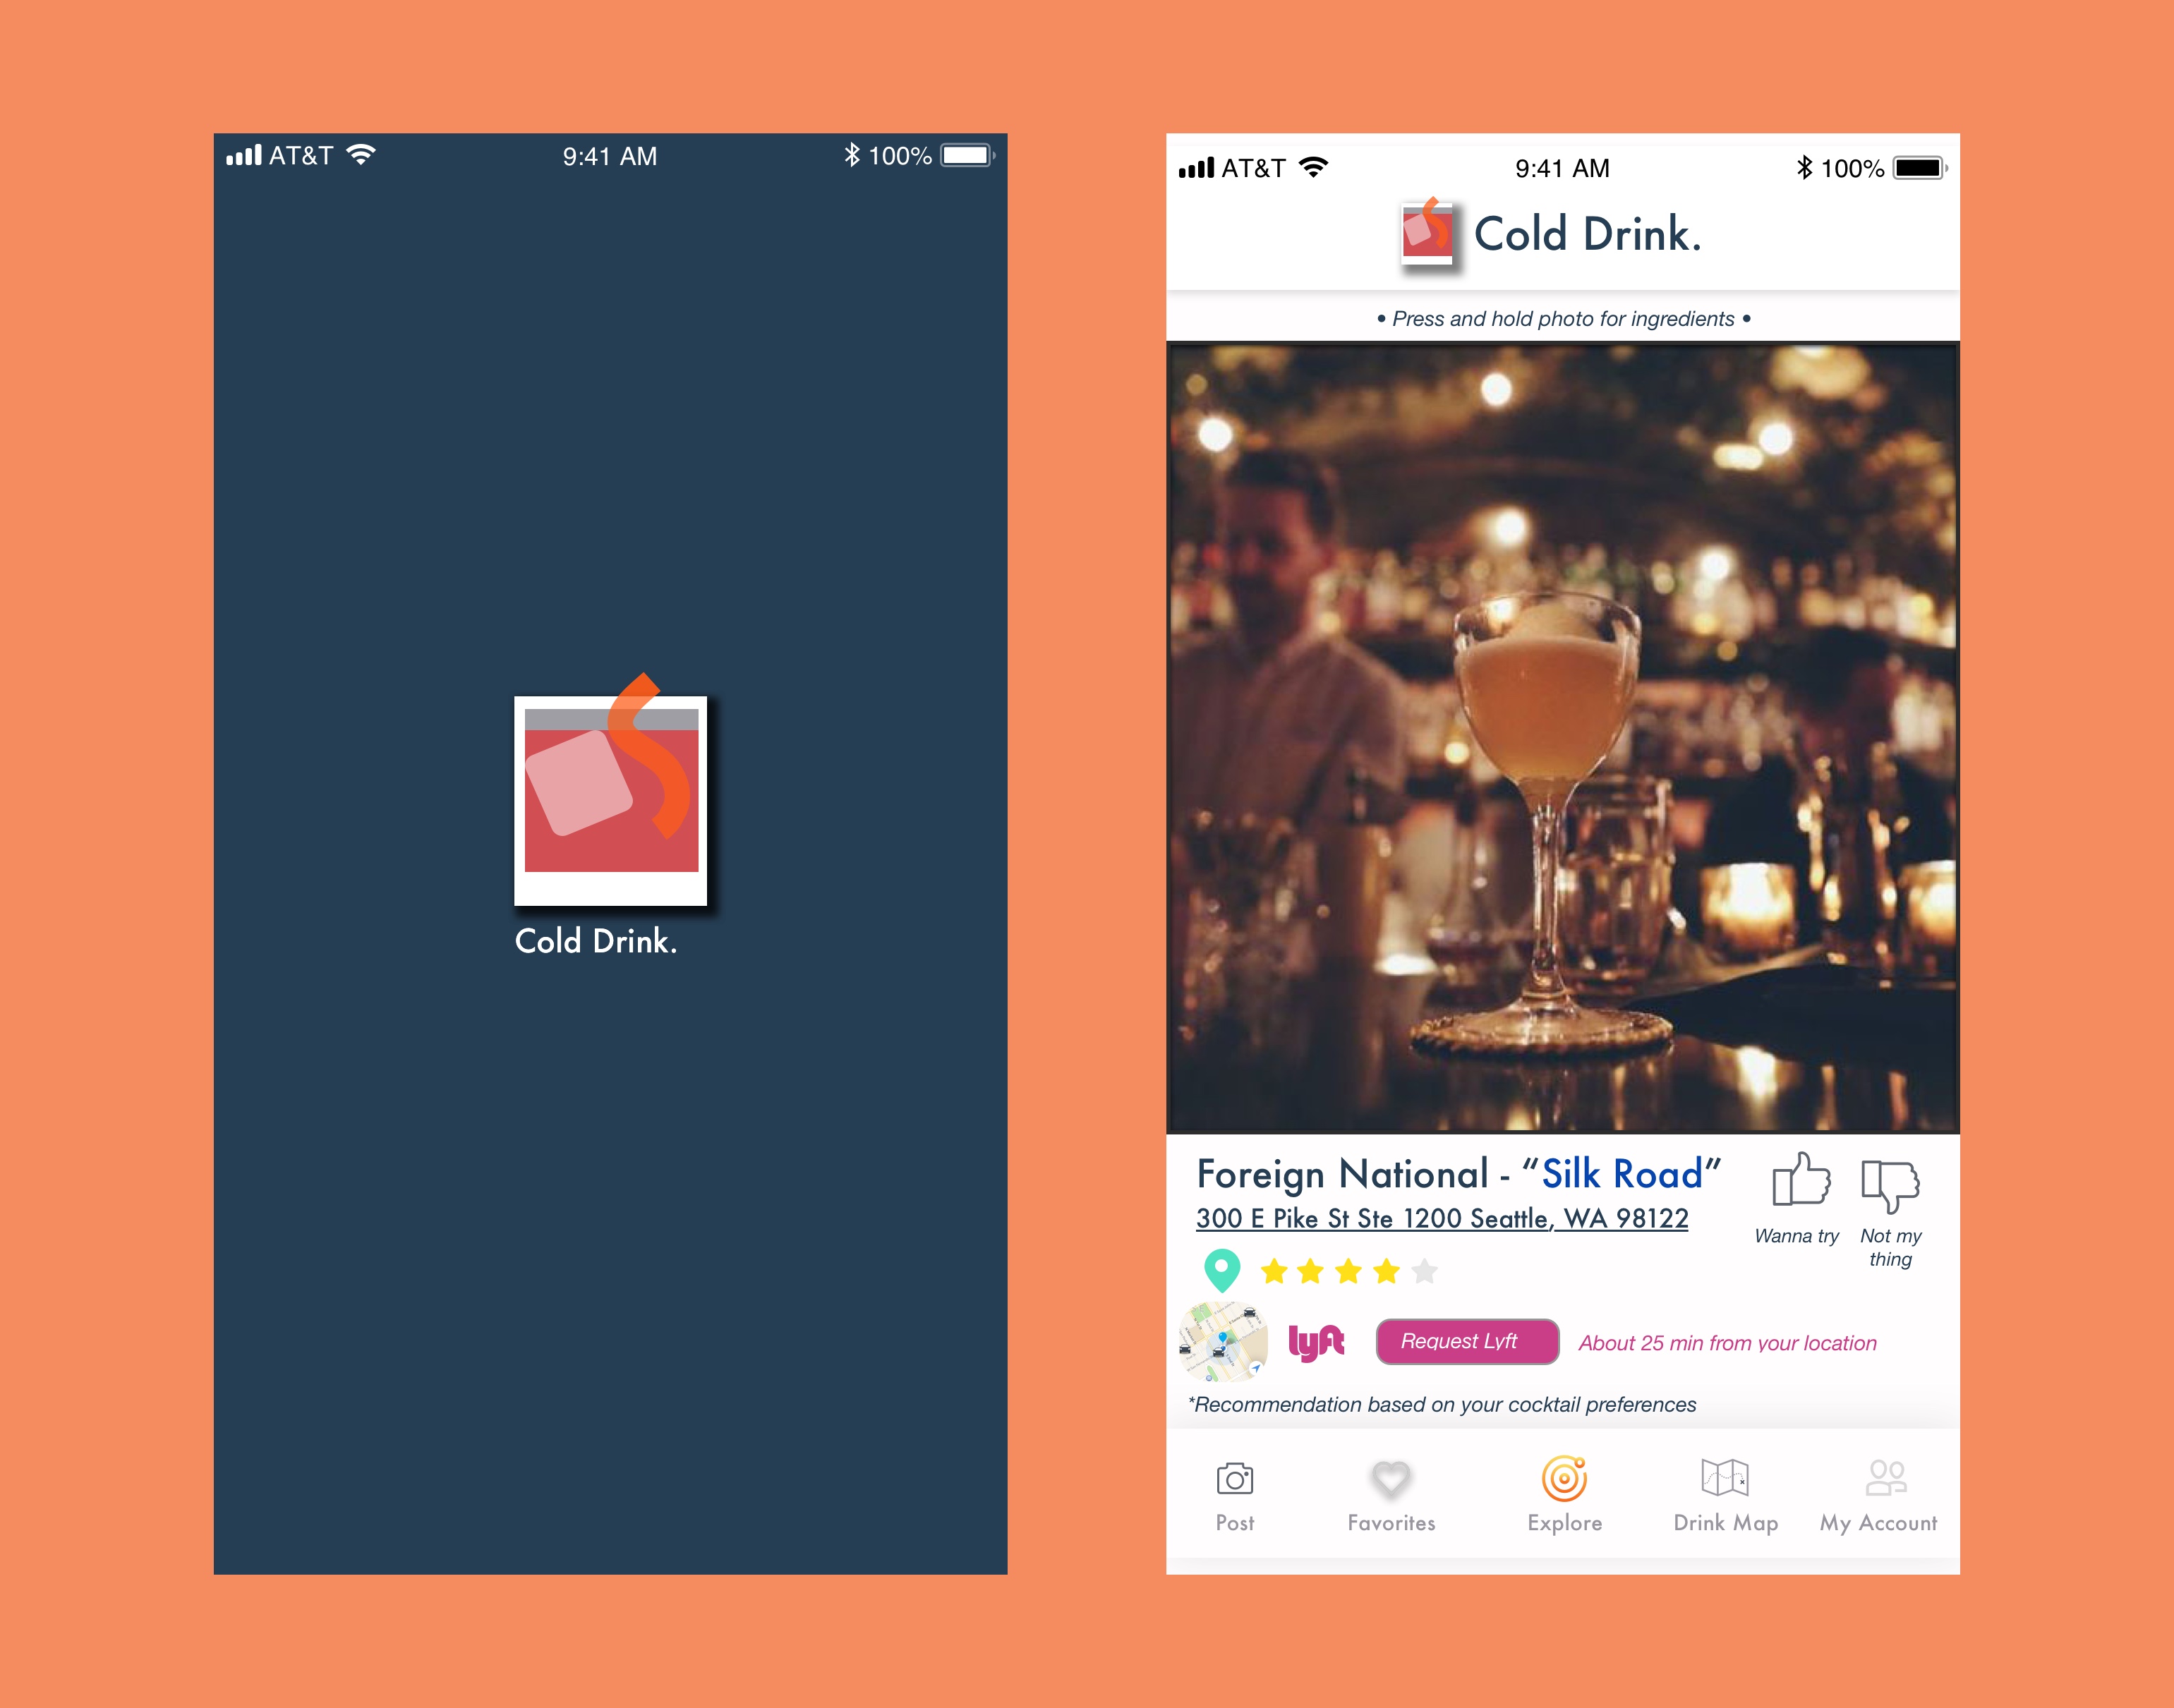 AT&T 9:41 AM 100%
Cold Drink.
AT&T 9:41 AM 100%
Cold Drink.
• Press and hold photo for ingredients •
Foreign National - “Silk Road”
300 E Pike St Ste 1200 Seattle, WA 98122
Wanna try
Not my
thing
lyft
Request Lyft
About 25 min from your location
*Recommendation based on your cocktail preferences
Post
Favorites
Explore
Drink Map
My Account